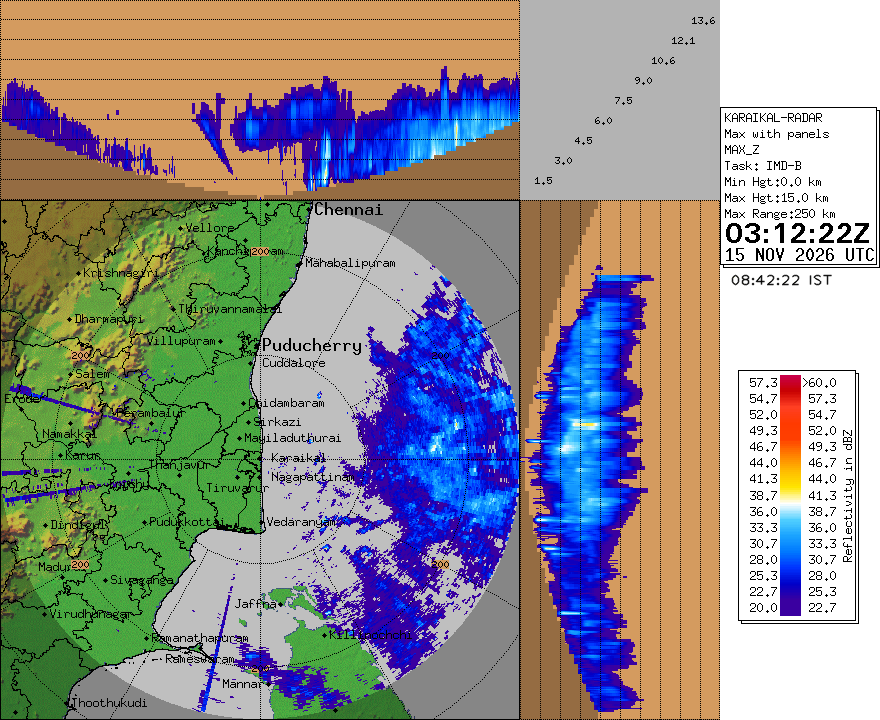 13.6
12.1
10.6
9.0
7.5
6.0
4.5
3.0
1.5
KARAIKAL-RADAR
Max with panels
MAX_Z
Task: IMD-B
Min Hgt:0.0 km
Max Hgt:15.0 km
Max Range:250 km
03:12:22Z
15 NOV 2026 UTC
08:42:22 IST
Chennai
Vellore
200
Mahabalipuram
Krishnagiri
Thiruvannamalai
Dharmapuri
Villupuram
Puducherry
200
200
Cuddalore
Salem
Erode
Chidambaram
Perambalur
Sirkazi
Namakkal
Mayiladuthurai
Karur
Karaikal
Thanjavur
Nagapattinam
Tiruvarur
Dindigul
Pudukkottai
Vedaranyam
Madurai
200
Sivaganga
Jaffna
Virudhunagar
Killinochchi
Ramanathapuram
Rameswaram
Mannar
Thoothukudi
57.3 >60.0
54.7 57.3
52.0 54.7
49.3 52.0
46.7 49.3
44.0 46.7
41.3 44.0
38.7 41.3
36.0 38.7
33.3 36.0
30.7 33.3
28.0 30.7
25.3 28.0
22.7 25.3
20.0 22.7
Reflectivity in dBZ